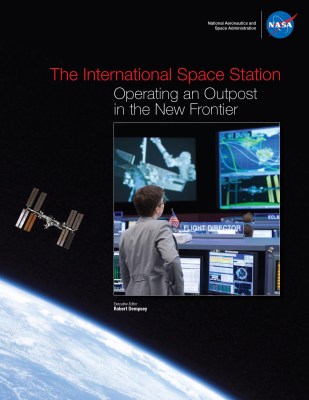 National Aeronautics and
Space Administration
NASA
The International Space Station
Operating an Outpost
in the New Frontier
ECLS
FLIGHT DIRECTOR
Executive Editor
Robert Dempsey